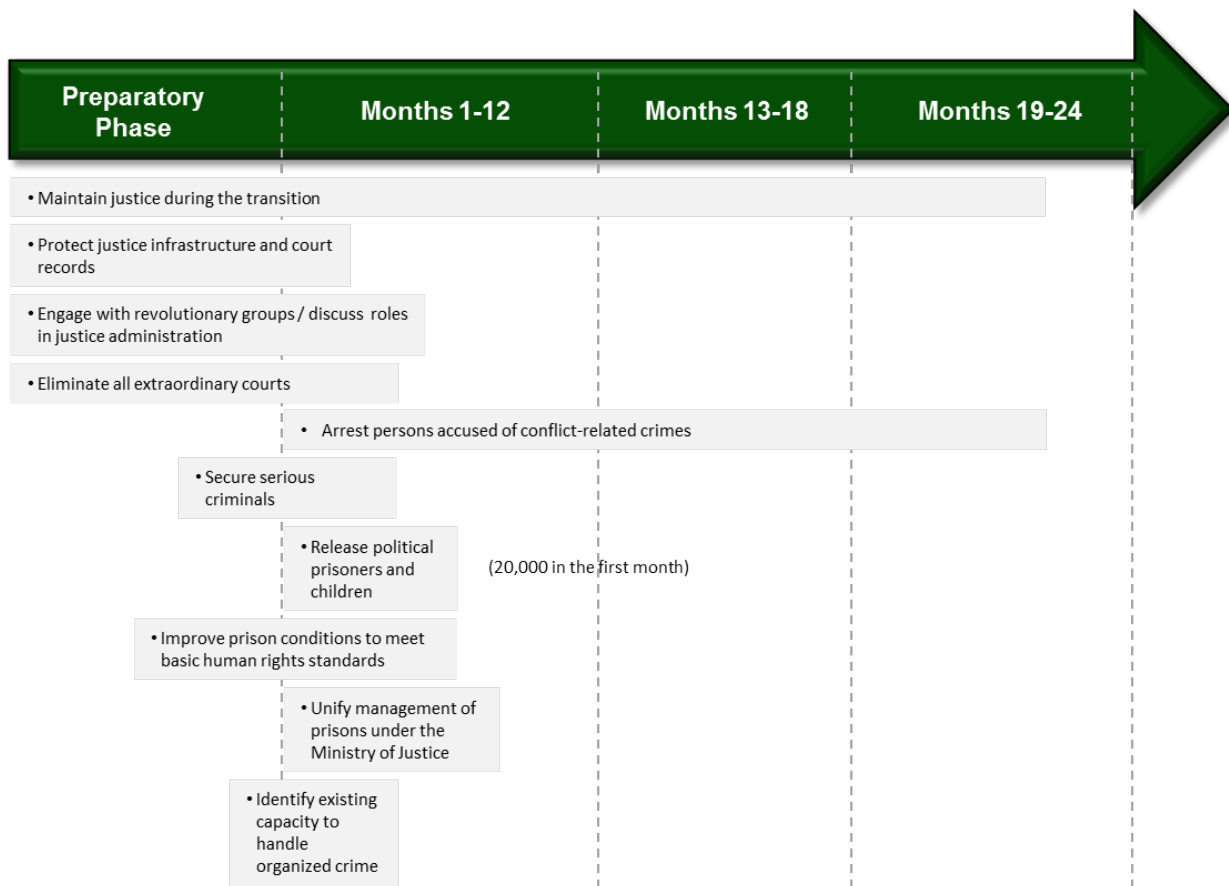 Preparatory
Phase
Months 1-12
Months 13-18
Months 19-24
• Maintain justice during the transition
• Protect justice infrastructure and court
records
• Engage with revolutionary groups / discuss roles
in justice administration
• Eliminate all extraordinary courts
• Arrest persons accused of conflict-related crimes
• Secure serious
criminals
• Release political
prisoners and
children
(20,000 in the first month)
• Improve prison conditions to meet
basic human rights standards
• Unify management of
prisons under the
Ministry of Justice
• Identify existing
capacity to
handle
organized crime